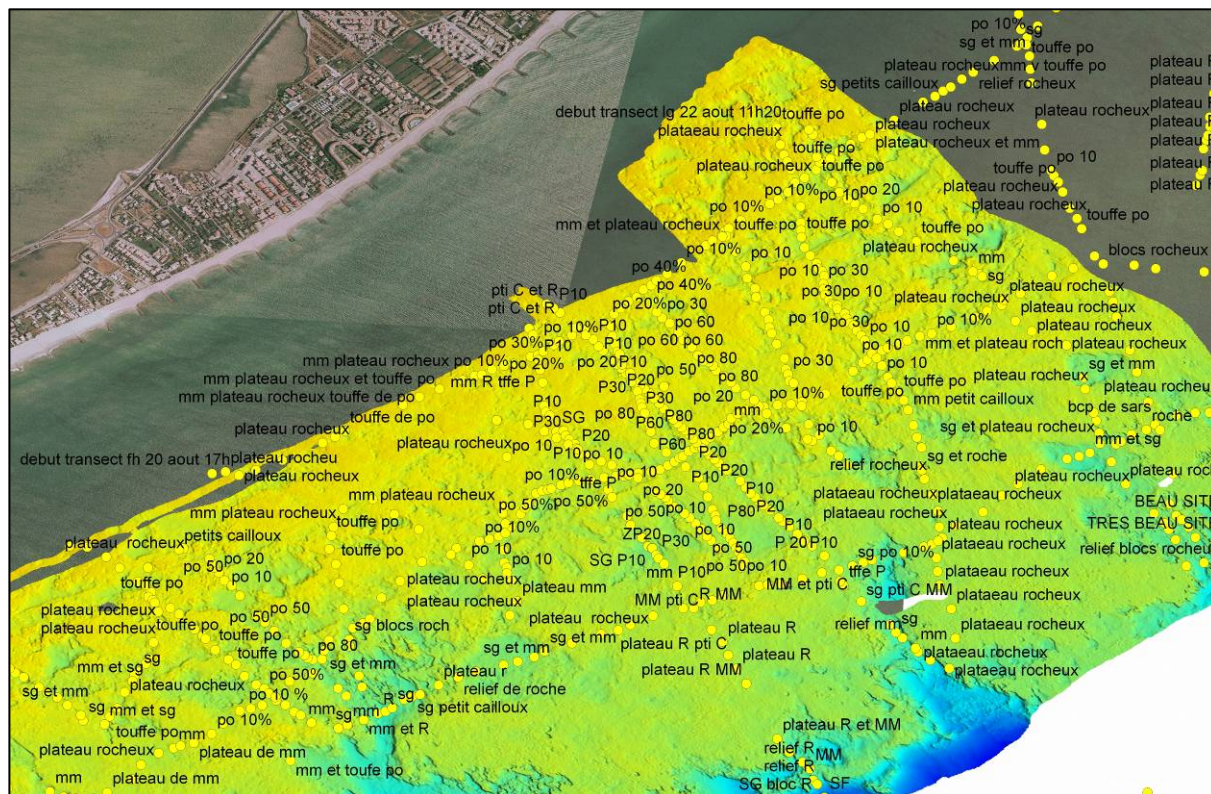 po 10%
sg
sg et mm
touffe po
plateau rocheux
mm v touffe po
plateau R
sg petits cailloux
relief rocheux
plateau R
debut transect lg 22 aout 11h20
touffe po
plateau rocheux
plateau rocheux
plataeau rocheux
plateau rocheux
touffe po
plateau rocheux et mm
plateau rocheux
touffe po
po 10
touffe po
plateau rocheux
po 10%
po 10
po 20
plateau rocheux
po 10%
po 10
touffe po
mm et plateau rocheux
touffe po
touffe po
touffe po
po 10%
po 10
plateau rocheux
blocs rocheux
mm
po 40%
po 10
po 30
sg
pti C et R
P10
po 40%
plateau rocheux
pti C et R
po 20%
po 30
po 30
po 10
plateau rocheux
plateau rocheux
po 10%
P10
po 60
po 10
po 30
po 10
po 10%
plateau rocheux
po 30%
P10
P10
po 60
po 60
po 10
mm et plateau roch
plateau rocheux
mm plateau rocheux
po 10%
po 20%
po 20
P10
po 80
po 30
po 10
sg et mm
mm plateau rocheux et touffe po
mm R tffe P
P20
po 50
po 80
touffe po
plateau rocheux
plateau rocheux
mm plateau rocheux touffe de po
P10
P30
P30
po 20
po 10%
touffe po
mm petit cailloux
touffe de po
P30
SG
po 80
P60
P80
mm
bcp de sars
roche
plateau rocheux
plateau rocheux
po 10
P20
P80
po 20%
po 10
sg et plateau rocheux
mm et sg
debut transect fh 20 aout 17h
plateau rocheu
P10
po 10
P60
P20
relief rocheux
sg et roche
plateau rocheux
po 10%
tffe P
po 10
P10
P20
mm plateau rocheux
po 50%
po 50%
po 20
P10
plataeau rocheux
plataeau rocheux
BEAU SITE
mm plateau rocheux
po 50
po 10
P80
P20
plataeau rocheux
plataeau rocheux
TRES BEAU SITE
petits cailloux
touffe po
po 10%
ZP20
P30
po 10
P10
plateau rocheux
po 20
touffe po
po 10
po 10
SG P10
po 50
P 20
P10
sg po 10%
plataeau rocheux
relief blocs rocheux
touffe po
po 50
po 10
plateau rocheux
plateau mm
mm P10
po 50
po 10
MM et pti C
tffe P
plataeau rocheux
plateau rocheux
po 50
po 50
plateau rocheux
MM pti C
R MM
sg ptl C MM
plataeau rocheux
plateau rocheux
touffe po
touffe po
sg blocs roch
plateau rocheux
sg et mm
plateau R
relief mm
sg
mm
plataeau rocheux
touffe po
po 80
sg et mm
plateau R pti C
plateau R
plataeau rocheux
mm et sg
sg
po 50%
sg et mm
plateau r
plateau R MM
plataeau rocheux
sg et mm
plateau rocheux
po 10 %
mm
R
sg
relief de roche
sg
mm et sg
po 10%
mm
sg
mm
sg petit cailloux
touffe po
mm
mm et R
plateau R et MM
plateau rocheux
plateau de mm
relief R
MM
mm
plateau de mm
mm et toufe po
relief R
SG bloc R
SF